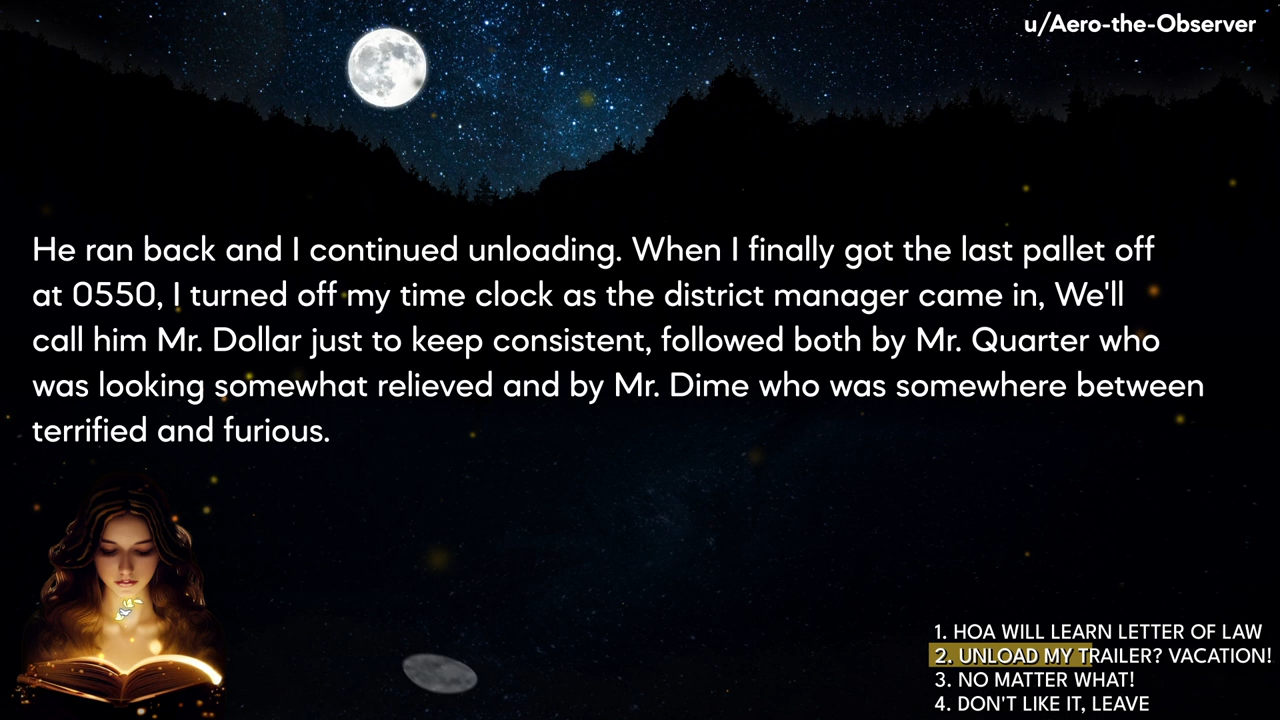 u/Aero-the-Observer
He ran back and I continued unloading. When I finally got the last pallet off
at 0550, I turned off my time clock as the district manager came in, We'll
call him Mr. Dollar just to keep consistent, followed both by Mr. Quarter who
was looking somewhat relieved and by Mr. Dime who was somewhere between
terrified and furious.
1. HOA WILL LEARN LETTER OF LAW
2. UNLOAD MY TRAILER? VACATION!
3. NO MATTER WHAT!
4. DON'T LIKE IT, LEAVE